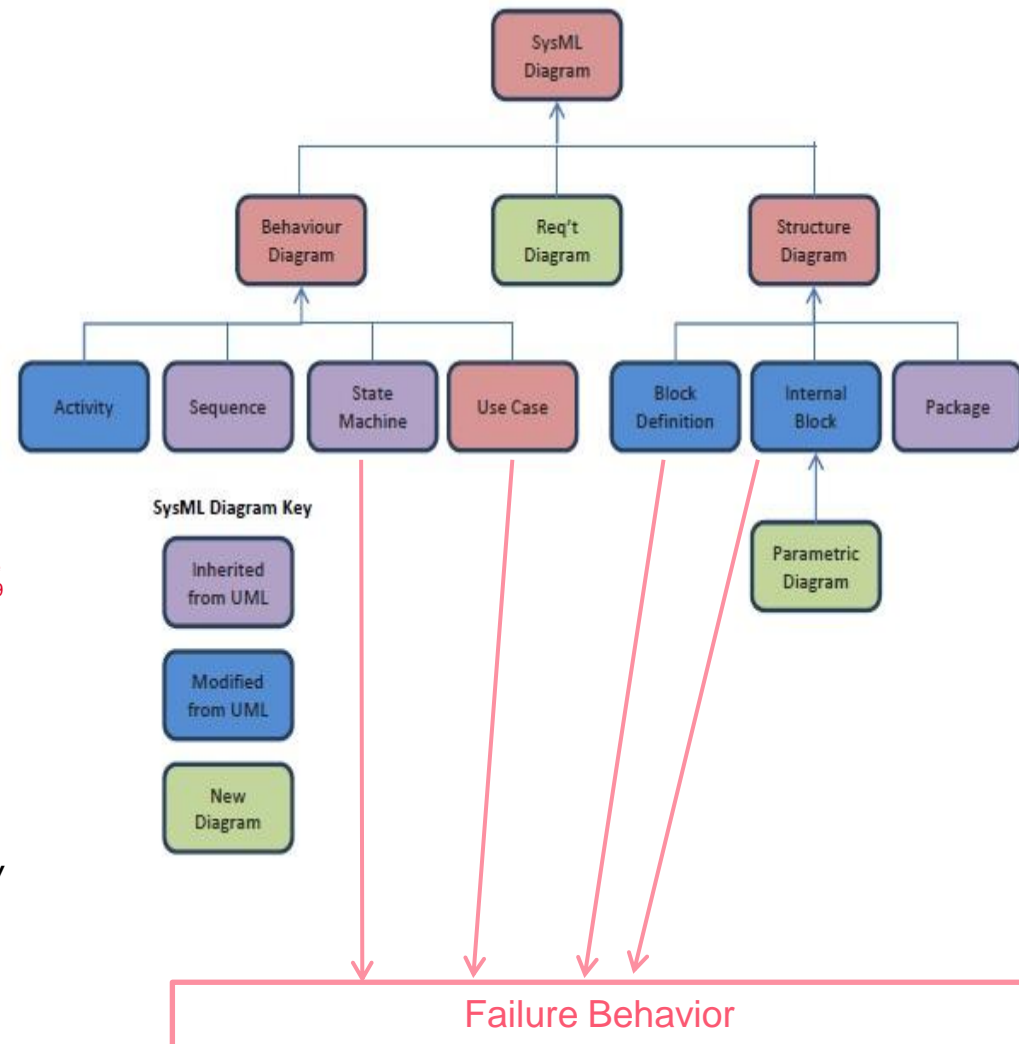 SysML
Diagram
Behaviour
Diagram
Req't
Diagram
Structure
Diagram
Activity
Sequence
State
Machine
Use Case
Block
Definition
Internal
Block
Package
SysML Diagram Key
Parametric
Diagram
Inherited
from UML
Modified
from UML
New
Diagram
Failure Behavior